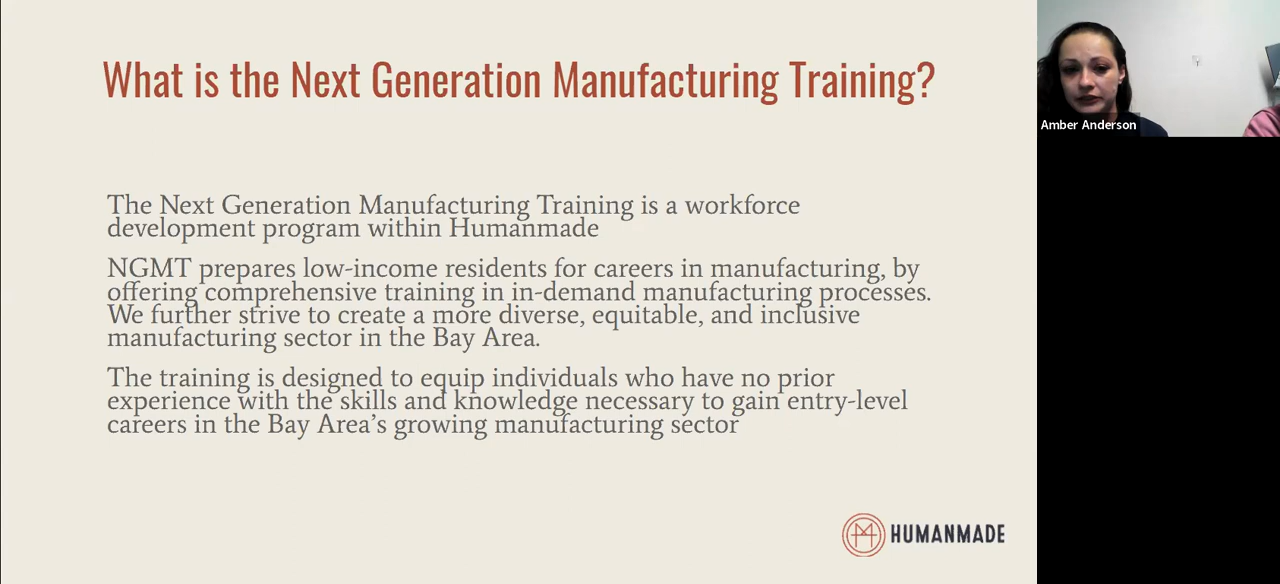 What is the Next Generation Manufacturing Training?
Amber Anderson
The Next Generation Manufacturing Training is a workforce
development program within Humanmade
NGMT prepares low-income residents for careers in manufacturing, by
offering comprehensive training in in-demand manufacturing processes.
We further strive to create a more diverse, equitable, and inclusive
manufacturing sector in the Bay Area.
The training is designed to equip individuals who have no prior
experience with the skills and knowledge necessary to gain entry-level
careers in the Bay Area’s growing manufacturing sector
HUMANMADE